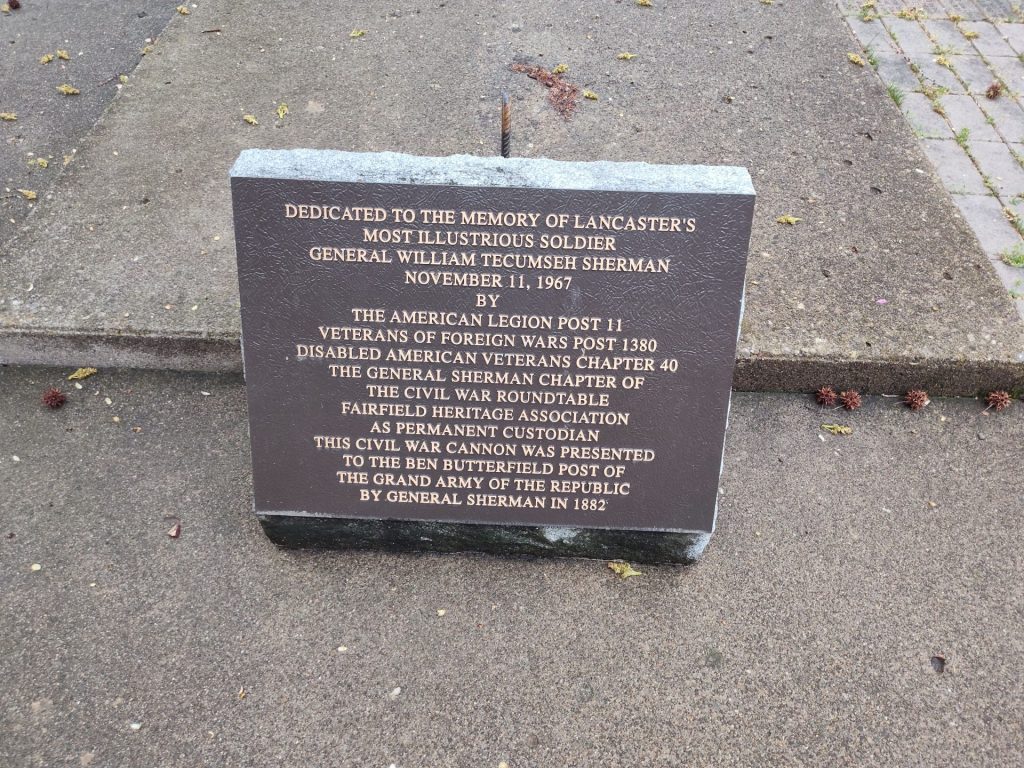 DEDICATED TO THE MEMORY OF LANCASTER'S
MOST ILLUSTRIOUS SOLDIER
GENERAL WILLIAM TECUMSEH SHERMAN
NOVEMBER 11, 1967
BY
THE AMERICAN LEGION POST 11
VETERANS OF FOREIGN WARS POST 1380
DISABLED AMERICAN VETERANS CHAPTER 40
THE GENERAL SHERMAN CHAPTER OF
THE CIVIL WAR ROUNDTABLE
FAIRFIELD HERITAGE ASSOCIATION
AS PERMANENT CUSTODIAN
THIS CIVIL WAR CANNON WAS PRESENTED
TO THE BEN BUTTERFIELD POST OF
THE GRAND ARMY OF THE REPUBLIC
BY GENERAL SHERMAN IN 1882